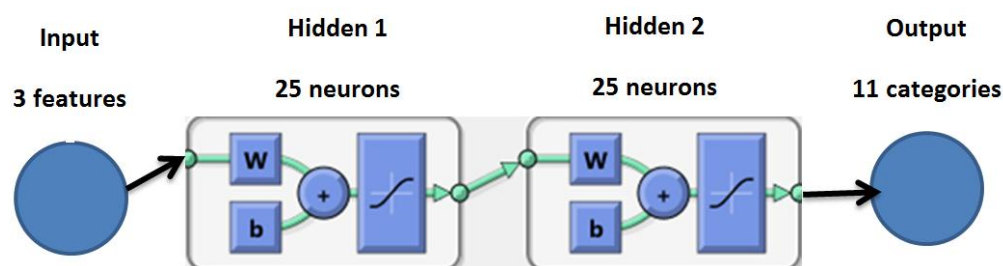 Input
3 features
Hidden 1
25 neurons
Hidden 2
25 neurons
Output
11 categories
W
+
b
W
+
b